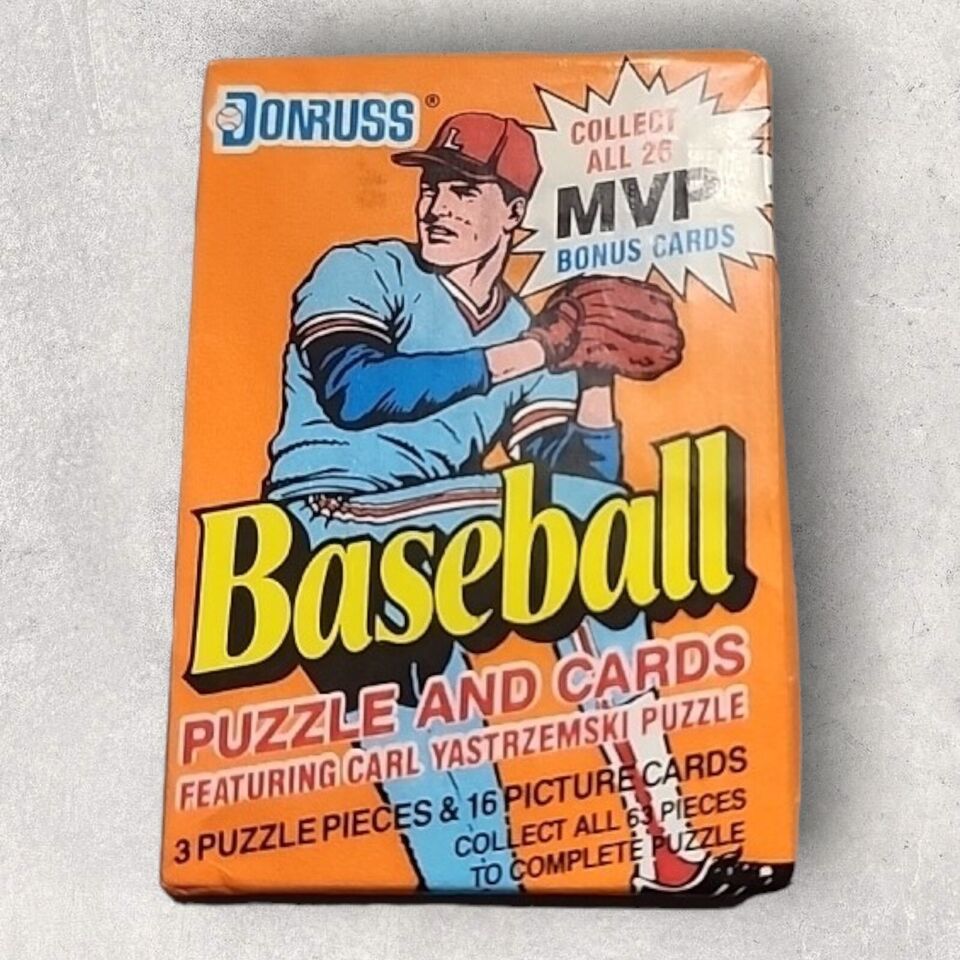 DONRUSS®
COLLECT
ALL 26
MVP
BONUS CARDS
L
Baseball
PUZZLE AND CARDS
FEATURING CARL YASTRZEMSKI PUZZLE
3 PUZZLE PIECES & 16 PICTURE CARDS
COLLECT ALL 63 PIECES
TO COMPLETE PUZZLE